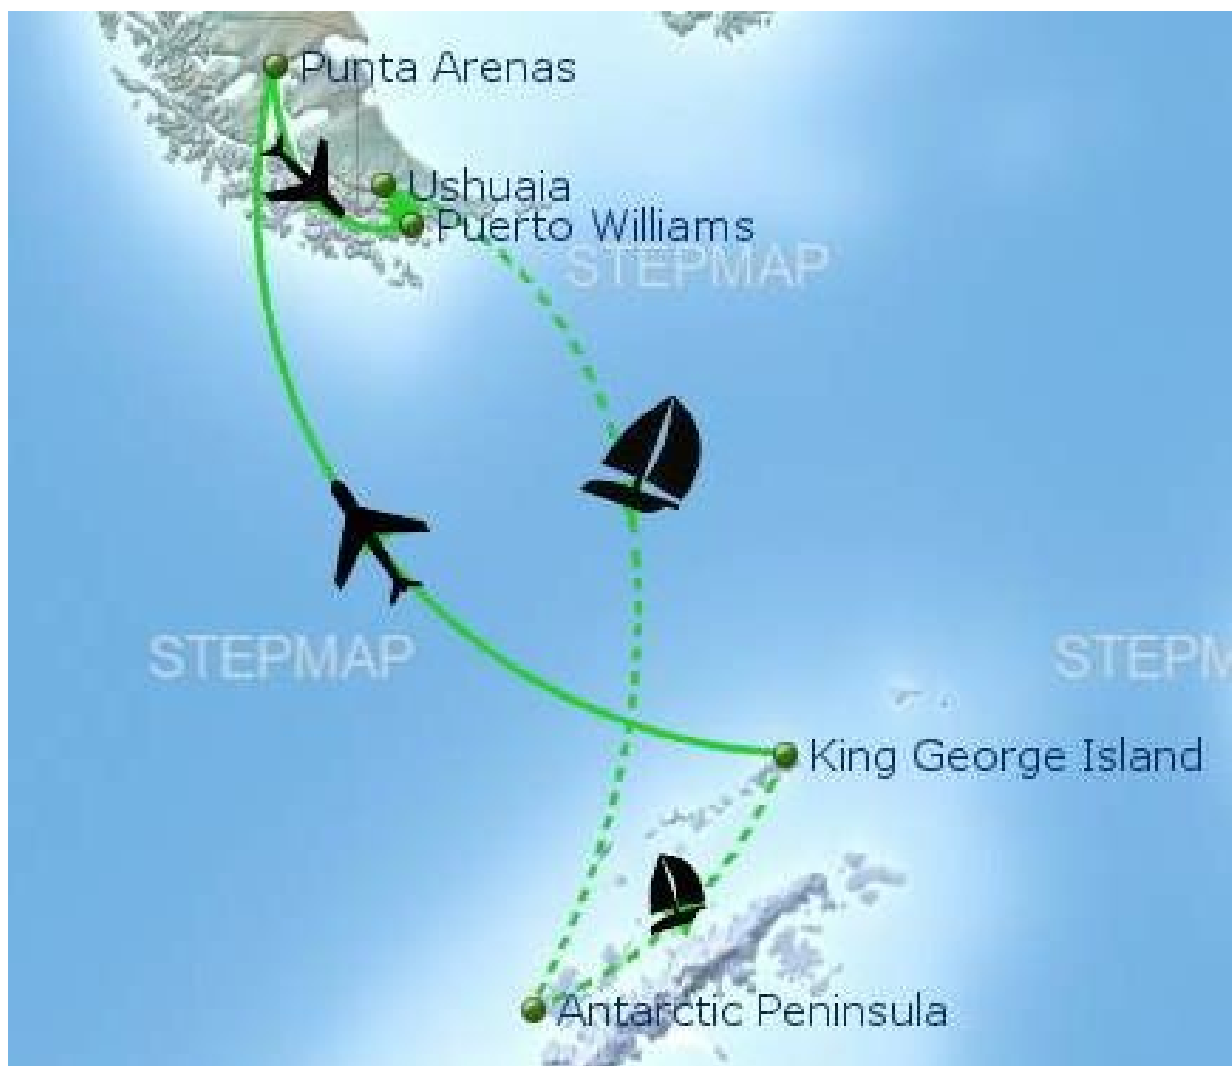 Punta Arenas
Ushuaia
Puerto Williams
STEPMAP
STEPMAP
STEPM
King George Island
Antarctic Peninsula